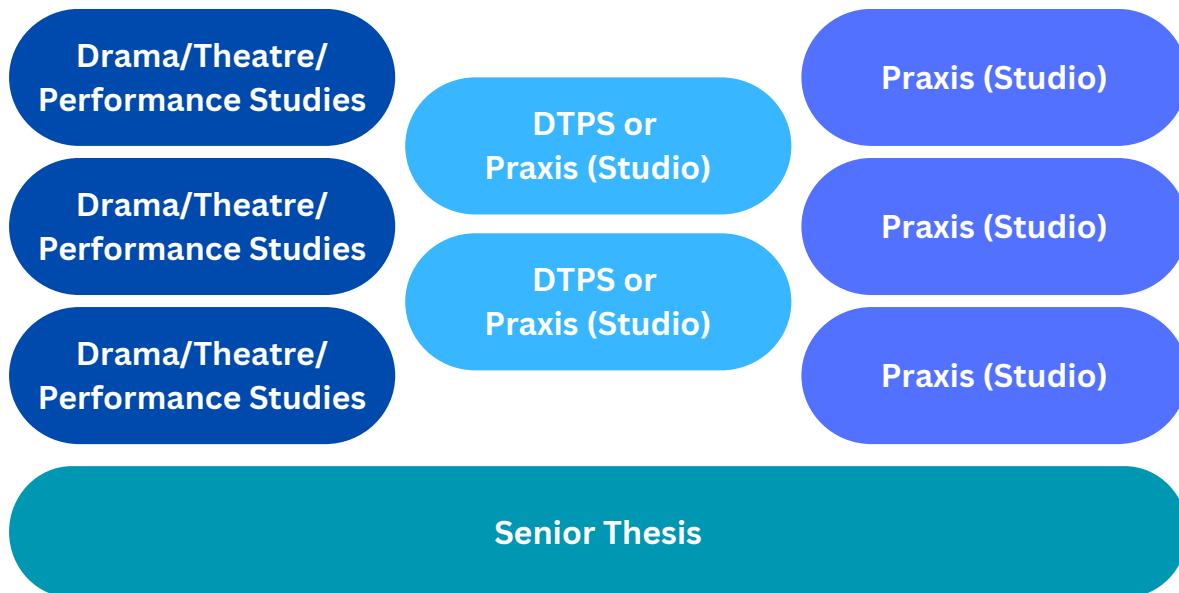 Drama/Theatre/
Performance Studies
Drama/Theatre/
Performance Studies
Drama/Theatre/
Performance Studies
DTPS or
Praxis (Studio)
DTPS or
Praxis (Studio)
Praxis (Studio)
Praxis (Studio)
Praxis (Studio)
Senior Thesis